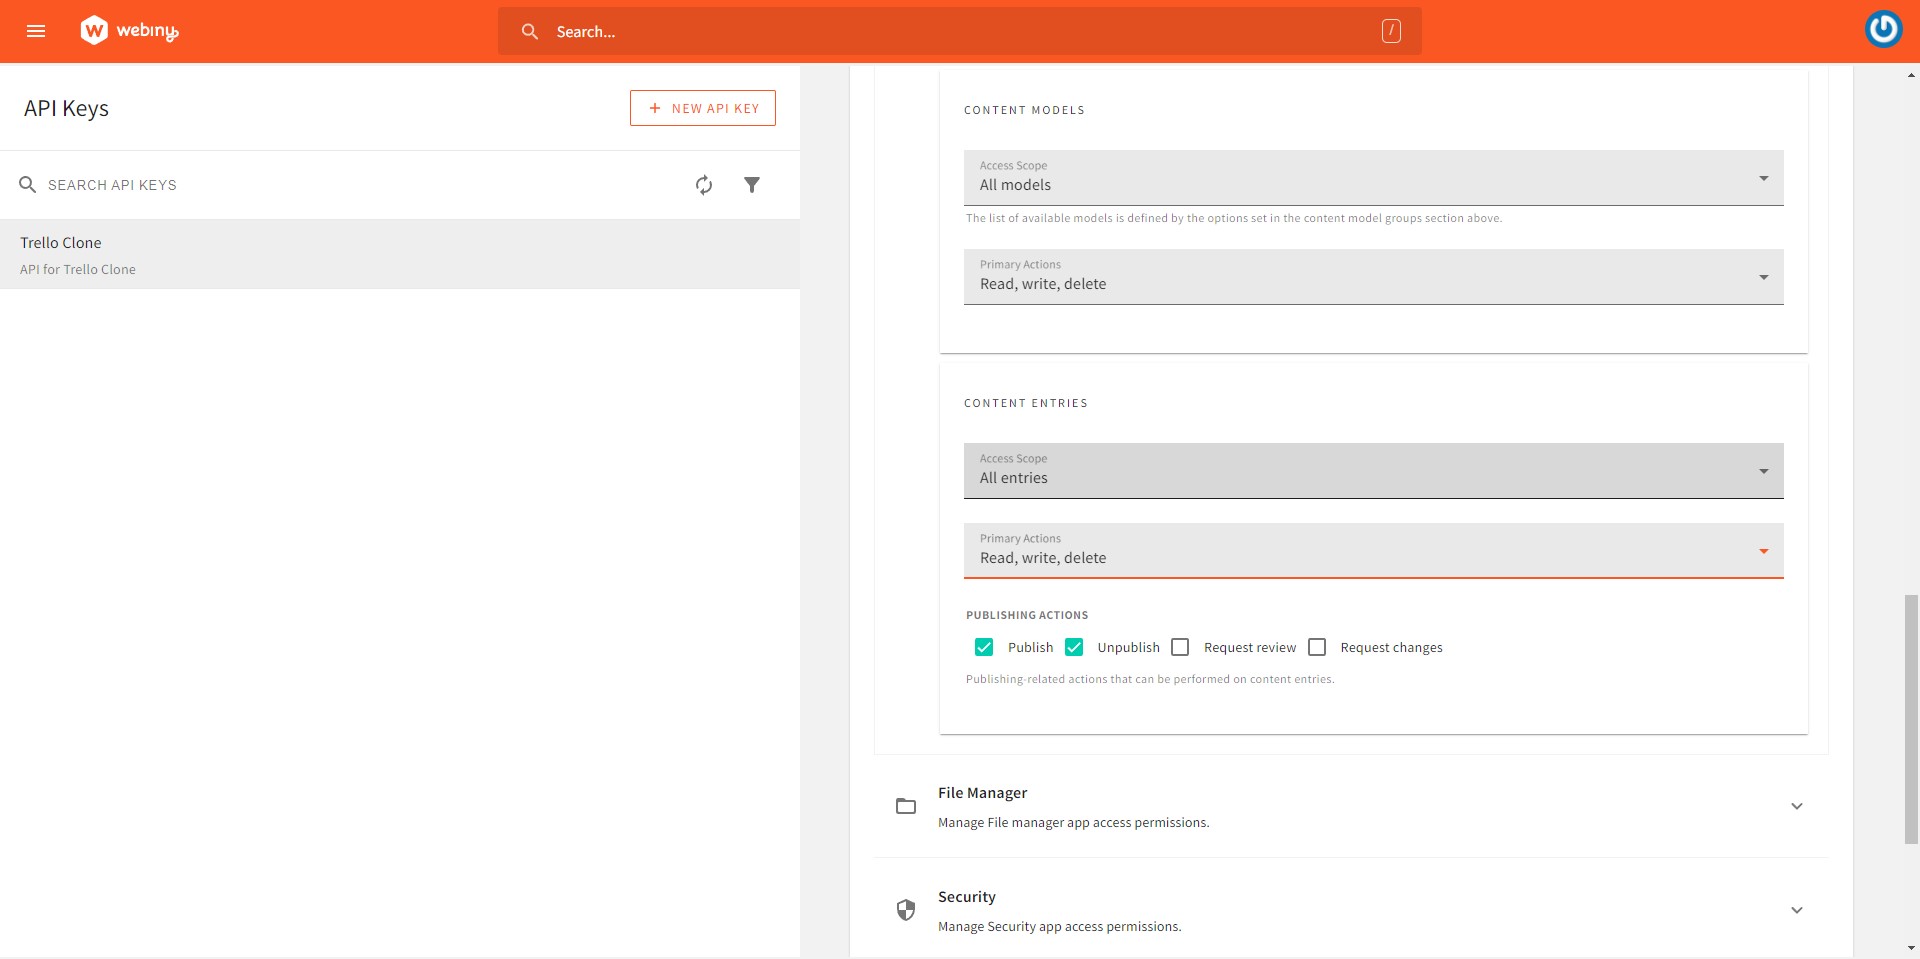 webiny
Search...
/
API Keys
+ NEW API KEY
SEARCH API KEYS
Trello Clone
API for Trello Clone
CONTENT MODELS
Access Scope
All models
The list of available models is defined by the options set in the content model groups section above.
Primary Actions
Read, write, delete
CONTENT ENTRIES
Access Scope
All entries
Primary Actions
Read, write, delete
PUBLISHING ACTIONS
Publish Unpublish Request review Request changes
Publishing-related actions that can be performed on content entries.
File Manager
Manage File manager app access permissions.
Security
Manage Security app access permissions.